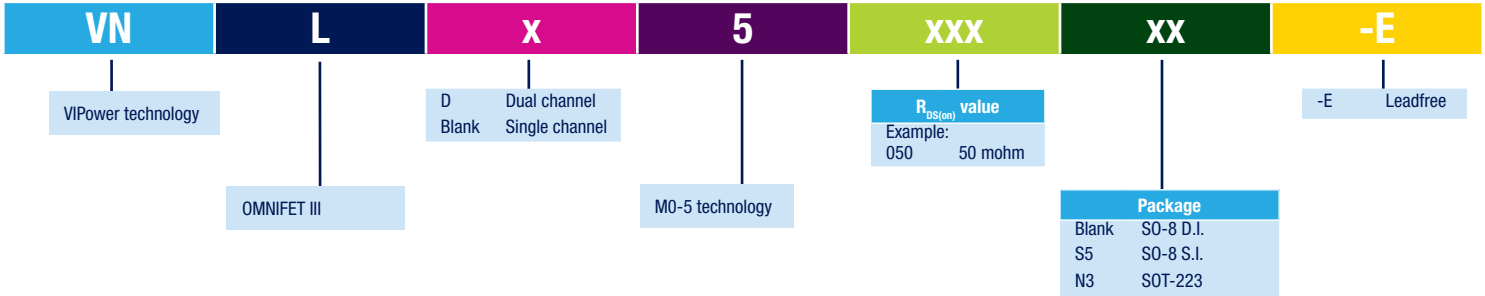 VN L x 5 xxx xx -E
VIPower technology
D Dual channel
Blank Single channel
R_DS(on) value
Example:
050 50 mohm
-E Leadfree
OMNIFET III
M0-5 technology
Package
Blank SO-8 D.I.
S5 SO-8 S.I.
N3 SOT-223